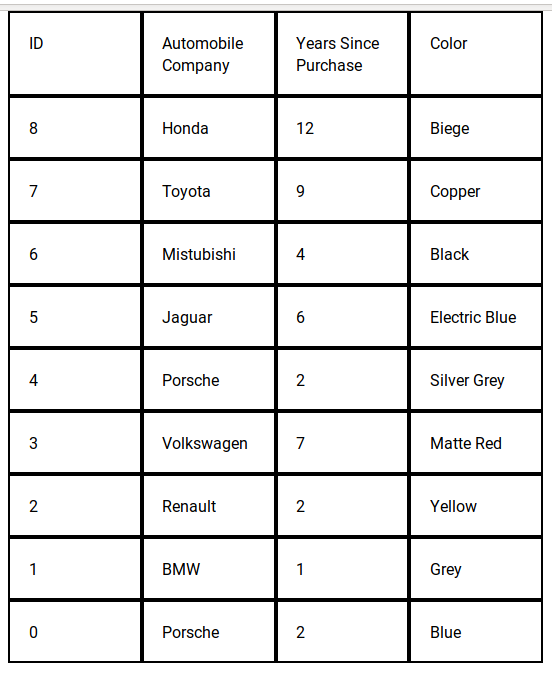 ID Automobile Company Years Since Purchase Color
8 Honda 12 Biege
7 Toyota 9 Copper
6 Mistubishi 4 Black
5 Jaguar 6 Electric Blue
4 Porsche 2 Silver Grey
3 Volkswagen 7 Matte Red
2 Renault 2 Yellow
1 BMW 1 Grey
0 Porsche 2 Blue